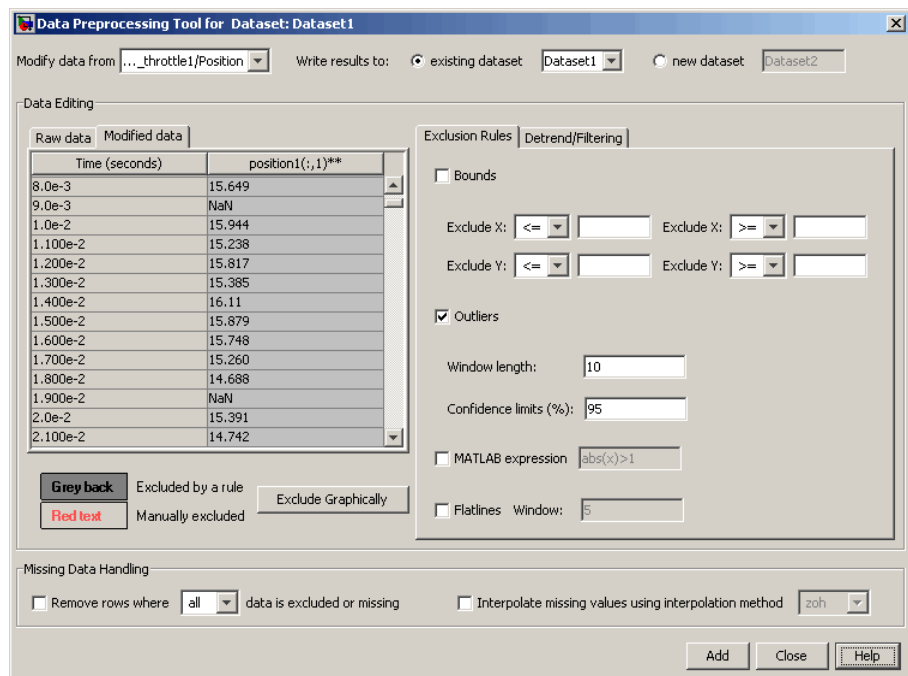 Data Preprocessing Tool for Dataset: Dataset1
Modify data from ..._throttle1/Position Write results to: existing dataset Dataset1 new dataset Dataset2
Data Editing
Raw data Modified data
Time (seconds) position1(:,1)**
8.0e-3 15.649
9.0e-3 NaN
1.0e-2 15.944
1.100e-2 15.238
1.200e-2 15.817
1.300e-2 15.385
1.400e-2 16.11
1.500e-2 15.879
1.600e-2 15.748
1.700e-2 15.260
1.800e-2 14.688
1.900e-2 NaN
2.0e-2 15.391
2.100e-2 14.742
Grey back Excluded by a rule
Red text Manually excluded
Exclude Graphically
Exclusion Rules Detrend/Filtering
Bounds
Exclude X: <= Exclude X: >=
Exclude Y: <= Exclude Y: >=
Outliers
Window length: 10
Confidence limits (%): 95
MATLAB expression abs(x)>1
Flatlines Window: 5
Missing Data Handling
Remove rows where all data is excluded or missing Interpolate missing values using interpolation method zoh
Add Close Help